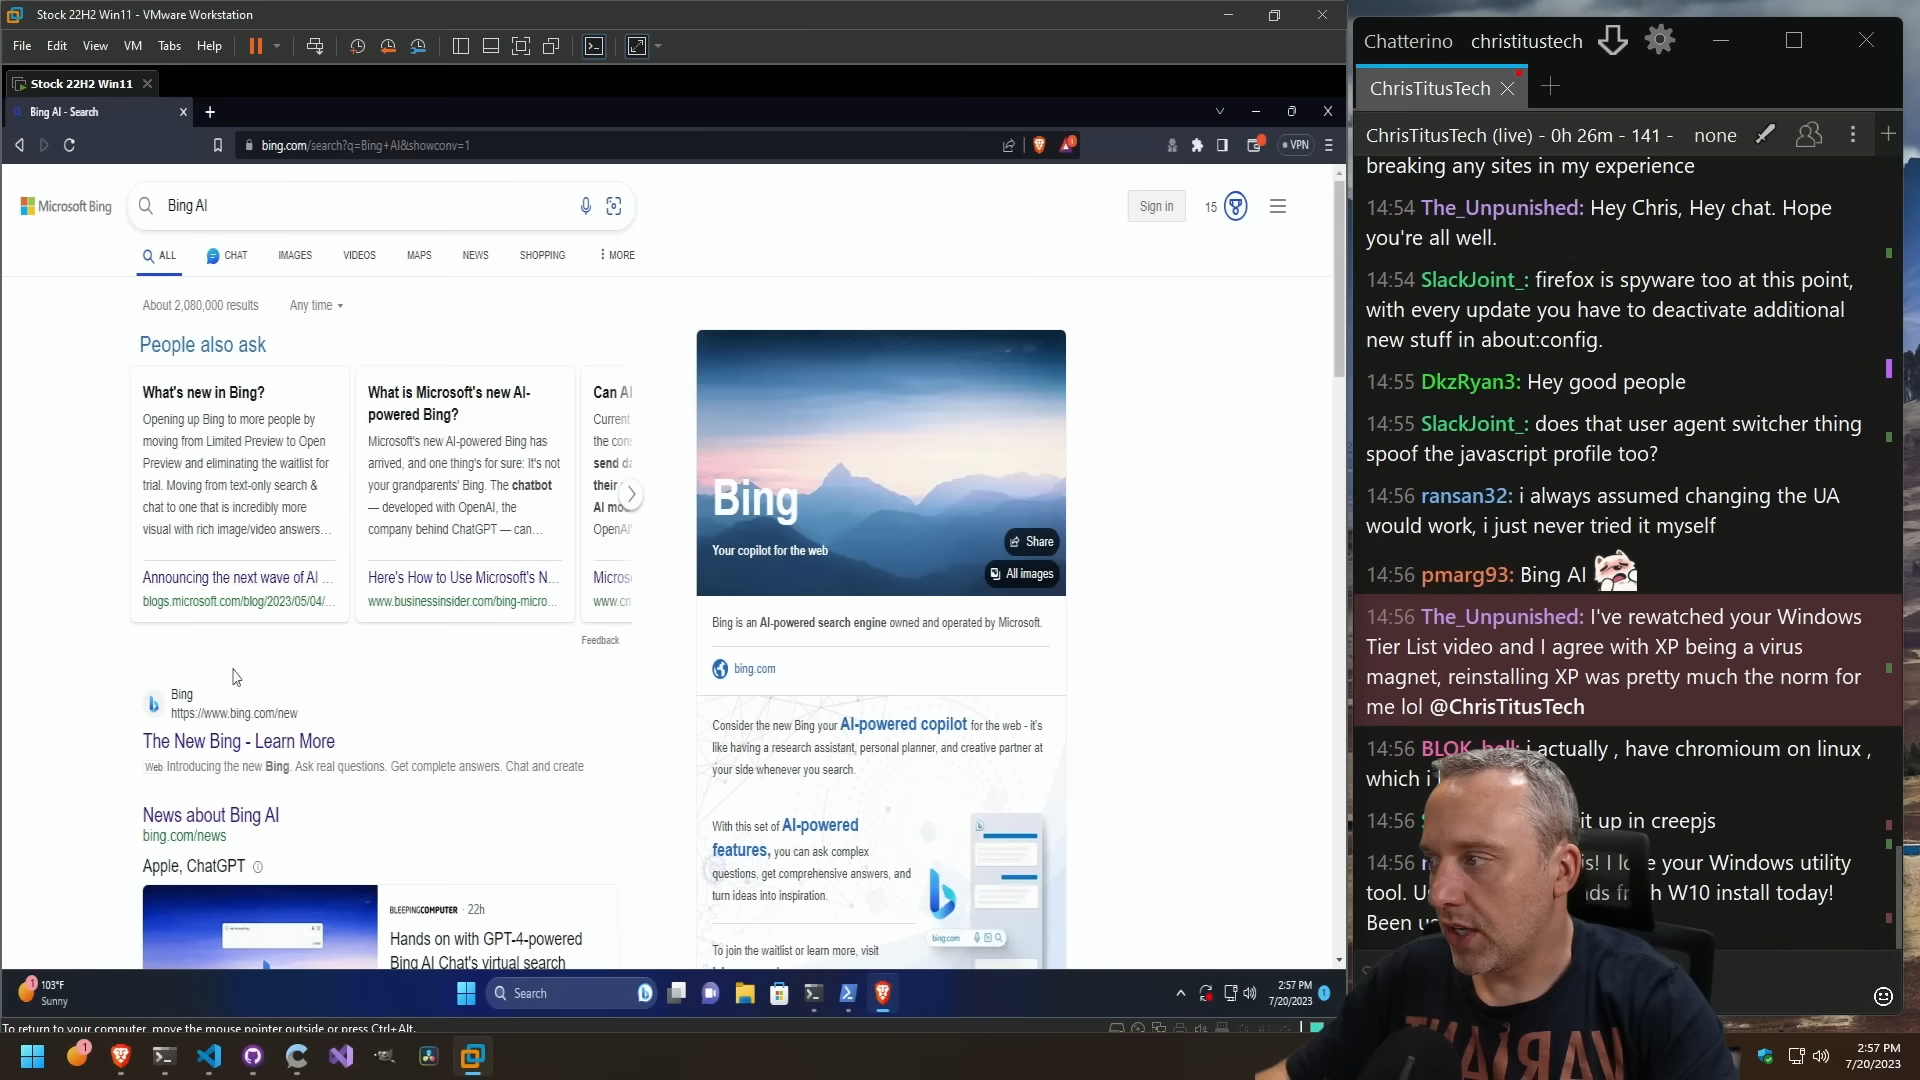 Stock 22H2 Win11 - VMware Workstation
File Edit View VM Tabs Help
Stock 22H2 Win11
Bing AI - Search
bing.com/search?q=Bing+AI&showconv=1
VPN
Microsoft Bing
Bing AI
Sign in
15
ALL CHAT IMAGES VIDEOS MAPS NEWS SHOPPING MORE
About 2,080,000 results Any time
People also ask
What's new in Bing?
Opening up Bing to more people by
moving from Limited Preview to Open
Preview and eliminating the waitlist for
trial. Moving from text-only search &
chat to one that is incredibly more
visual with rich image/video answers...
Announcing the next wave of AI ...
blogs.microsoft.com/blog/2023/05/04/...
What is Microsoft's new AI-
powered Bing?
Microsoft's new AI-powered Bing has
arrived, and one thing's for sure: It's not
your grandparents' Bing. The chatbot
— developed with OpenAI, the
company behind ChatGPT — can...
Here's How to Use Microsoft's N...
www.businessinsider.com/bing-micro...
Can AI
Current
the
send
their
AI
OpenAI'
Micros
www.cn
Feedback
Bing
https://www.bing.com/new
The New Bing - Learn More
Web Introducing the new Bing. Ask real questions. Get complete answers. Chat and create
News about Bing AI
bing.com/news
Apple, ChatGPT
BLEEPINGCOMPUTER · 22h
Hands on with GPT-4-powered
Bing AI Chat's virtual search
Bing
Your copilot for the web
Share
All images
Bing is an AI-powered search engine owned and operated by Microsoft.
bing.com
Consider the new Bing your AI-powered copilot for the web - it's
like having a research assistant, personal planner, and creative partner at
your side whenever you search.
With this set of AI-powered
features, you can ask complex
questions, get comprehensive answers, and
turn ideas into inspiration.
To join the waitlist or learn more, visit
bing.com
1
103°F
Sunny
Search
2:57 PM
7/20/2023
1
To return to your computer, move the mouse pointer outside or press Ctrl+Alt.
1
2:57 PM
7/20/2023
Chatterino christitustech
ChrisTitusTech
ChrisTitusTech (live) - 0h 26m - 141 - none
breaking any sites in my experience
14:54 The_Unpunished: Hey Chris, Hey chat. Hope
you're all well.
14:54 SlackJoint_: firefox is spyware too at this point,
with every update you have to deactivate additional
new stuff in about:config.
14:55 DkzRyan3: Hey good people
14:55 SlackJoint_: does that user agent switcher thing
spoof the javascript profile too?
14:56 ransan32: i always assumed changing the UA
would work, i just never tried it myself
14:56 pmarg93: Bing AI
14:56 The_Unpunished: I've rewatched your Windows
Tier List video and I agree with XP being a virus
magnet, reinstalling XP was pretty much the norm for
me lol @ChrisTitusTech
14:56 BLOK_hell: i actually , have chromioum on linux ,
which i
14:56 it up in creepjs
14:56 your Windows utility
tool. W10 install today!
Been